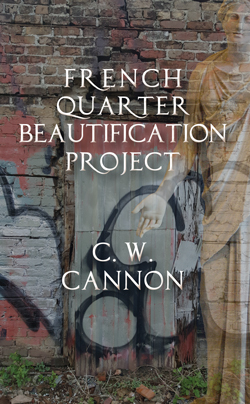 FRENCH
QUARTER
BEAUTIFICATION
PROJECT
C. W.
CANNON